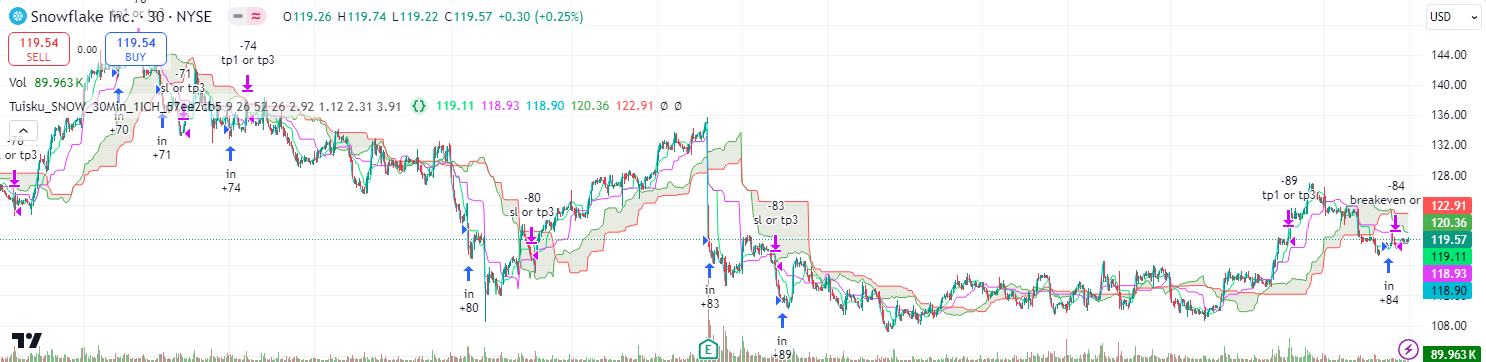 Snowflake Inc. · 30 · NYSE O119.26 H119.74 L119.22 C119.57 +0.30 (+0.25%)
USD
tp1 or tp3
119.54
SELL
0.00
119.54
BUY
Vol 89.963 K
Tuisku_SNOW_30Min_1ICH_57ee2cb5 9 26 52 26 2.92 1.12 2.31 3.91 119.11 118.93 118.90 120.36 122.91 Ø Ø
-78
or tp3
in
+70
-71
sl or tp3
in
+71
-74
tp1 or tp3
in
+74
in
+80
-80
sl or tp3
in
+83
-83
sl or tp3
in
+89
-89
tp1 or tp3
-84
breakeven or
in
+84
E
144.00
140.00
136.00
132.00
128.00
122.91
120.36
119.57
119.11
118.93
118.90
108.00
89.963 K